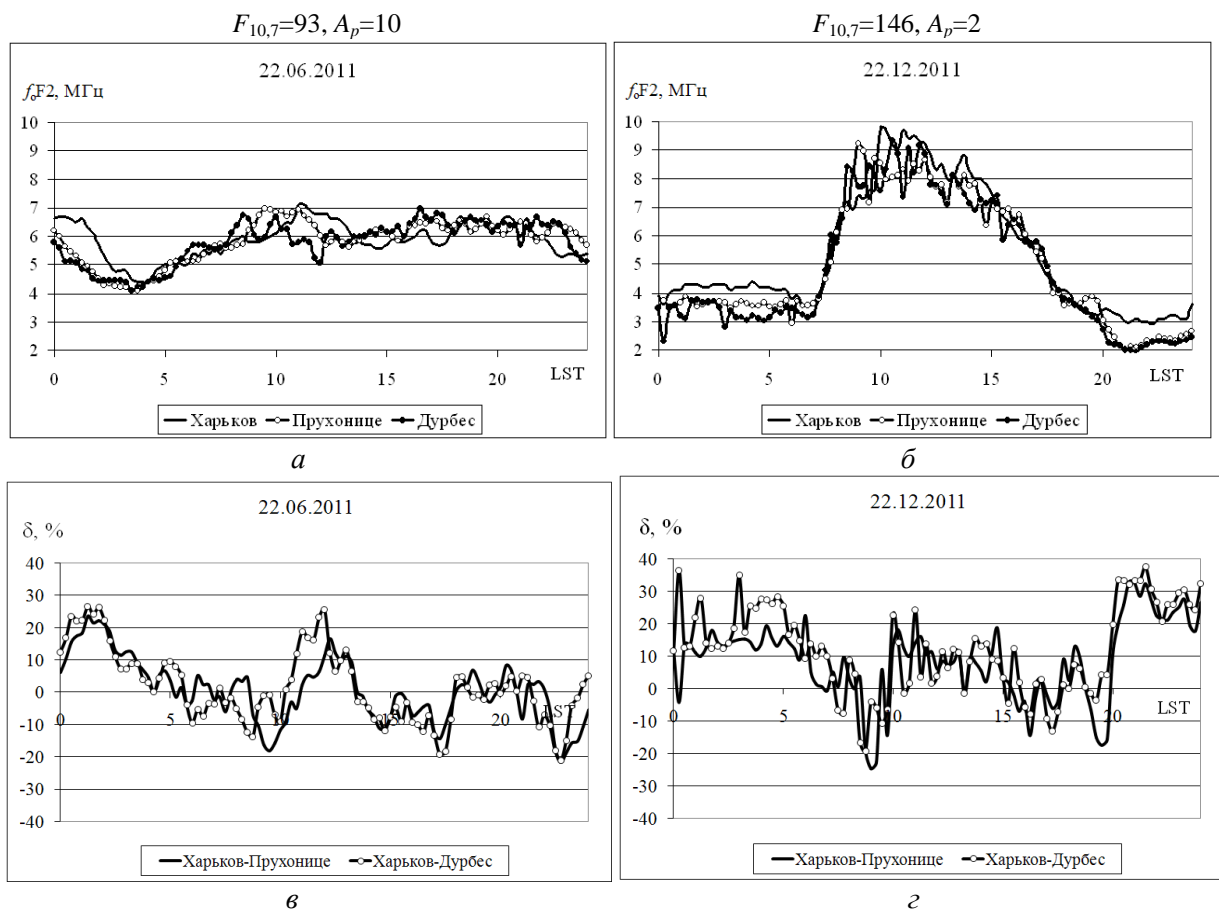 F10,7=93, Ap=10
F10,7=146, Ap=2
22.06.2011
foF2, МГц
10
9
8
7
6
5
4
3
2
0 5 10 15 20 LST
Харьков Прухонице Дурбес
а
22.12.2011
foF2, МГц
10
9
8
7
6
5
4
3
2
0 5 10 15 20 LST
Харьков Прухонице Дурбес
б
22.06.2011
δ, %
40
30
20
10
0
-10
-20
-30
-40
0 5 10 15 20 LST
Харьков-Прухонице Харьков-Дурбес
в
22.12.2011
δ, %
40
30
20
10
0
-10
-20
-30
-40
0 5 10 15 20 LST
Харьков-Прухонице Харьков-Дурбес
г